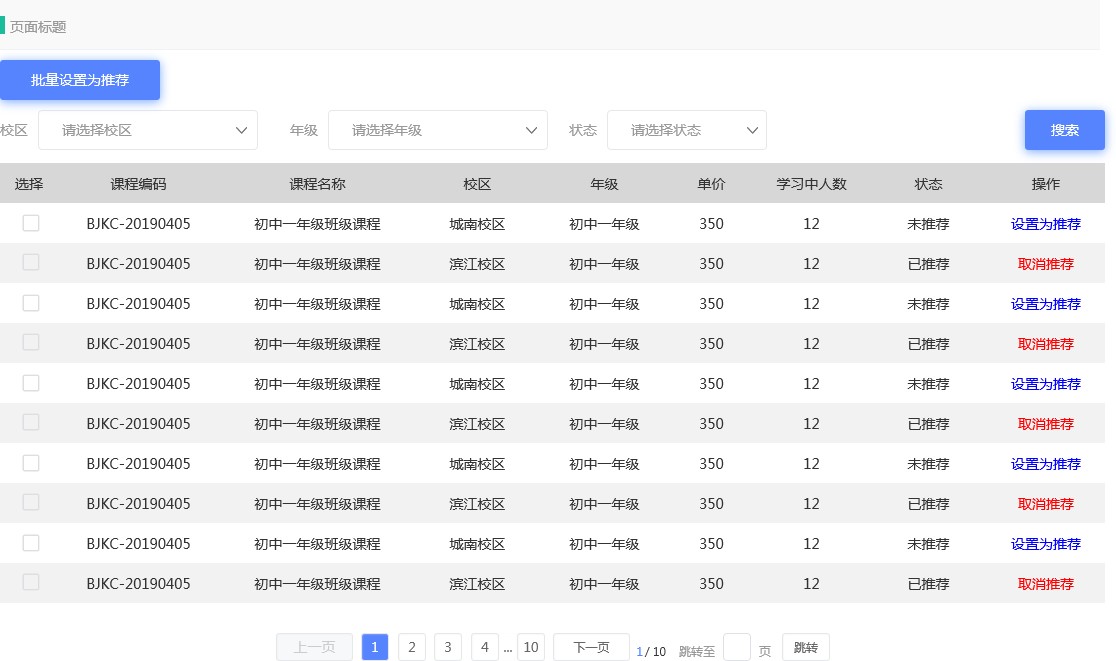 页面标题
批量设置为推荐
校区 请选择校区 年级 请选择年级 状态 请选择状态 搜索
选择 课程编码 课程名称 校区 年级 单价 学习中人数 状态 操作
BJKC-20190405 初中一年级班级课程 城南校区 初中一年级 350 12 未推荐 设置为推荐
BJKC-20190405 初中一年级班级课程 滨江校区 初中一年级 350 12 已推荐 取消推荐
BJKC-20190405 初中一年级班级课程 城南校区 初中一年级 350 12 未推荐 设置为推荐
BJKC-20190405 初中一年级班级课程 滨江校区 初中一年级 350 12 已推荐 取消推荐
BJKC-20190405 初中一年级班级课程 城南校区 初中一年级 350 12 未推荐 设置为推荐
BJKC-20190405 初中一年级班级课程 滨江校区 初中一年级 350 12 已推荐 取消推荐
BJKC-20190405 初中一年级班级课程 城南校区 初中一年级 350 12 未推荐 设置为推荐
BJKC-20190405 初中一年级班级课程 滨江校区 初中一年级 350 12 已推荐 取消推荐
BJKC-20190405 初中一年级班级课程 城南校区 初中一年级 350 12 未推荐 设置为推荐
BJKC-20190405 初中一年级班级课程 滨江校区 初中一年级 350 12 已推荐 取消推荐
上一页 1 2 3 4 ... 10 下一页 1/ 10 跳转至 页 跳转